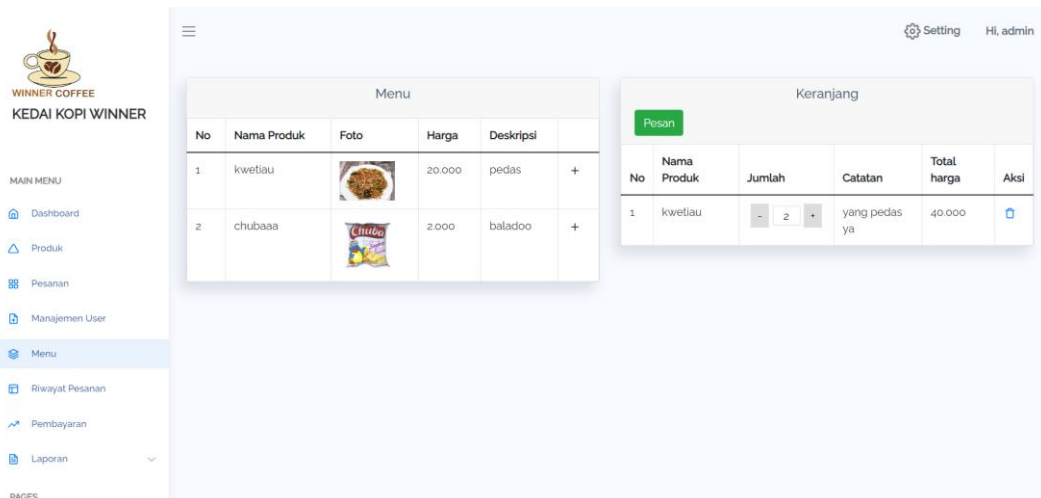 WINNER COFFEE
KEDAI KOPI WINNER
MAIN MENU
Dashboard
Produk
Pesanan
Manajemen User
Menu
Riwayat Pesanan
Pembayaran
Laporan
PAGES
Setting Hi, admin
Menu
No Nama Produk Foto Harga Deskripsi
1 kwetiau 20.000 pedas +
2 chubaaa Chuba 2.000 baladoo +
Keranjang
Pesan
No Nama Produk Jumlah Catatan Total harga Aksi
1 kwetiau - 2 + yang pedas ya 40.000